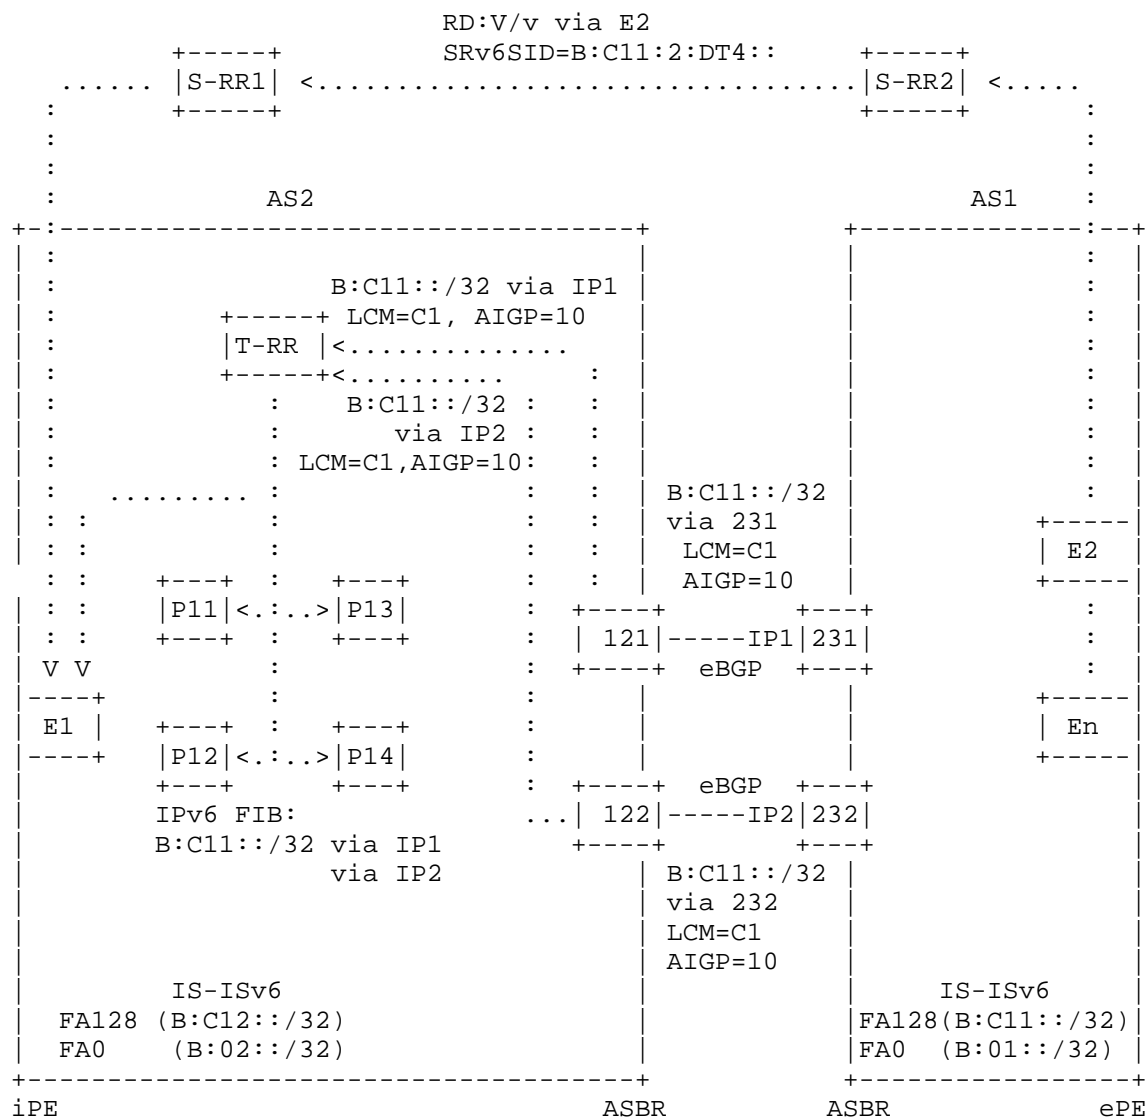 RD:V/v via E2
SRv6SID=B:C11:2:DT4::
S-RR1
S-RR2
AS2 AS1
B:C11::/32 via IP1
LCM=C1, AIGP=10
T-RR
B:C11::/32
via IP2
LCM=C1,AIGP=10
B:C11::/32
via 231
LCM=C1
AIGP=10
E2
P11 P13
121 IP1 231
V V
eBGP
E1
En
P12 P14
eBGP
IPv6 FIB:
122 IP2 232
B:C11::/32 via IP1
via IP2
B:C11::/32
via 232
LCM=C1
AIGP=10
IS-ISv6 IS-ISv6
FA128 (B:C12::/32) FA128(B:C11::/32)
FA0 (B:02::/32) FA0 (B:01::/32)
iPE ASBR ASBR ePE